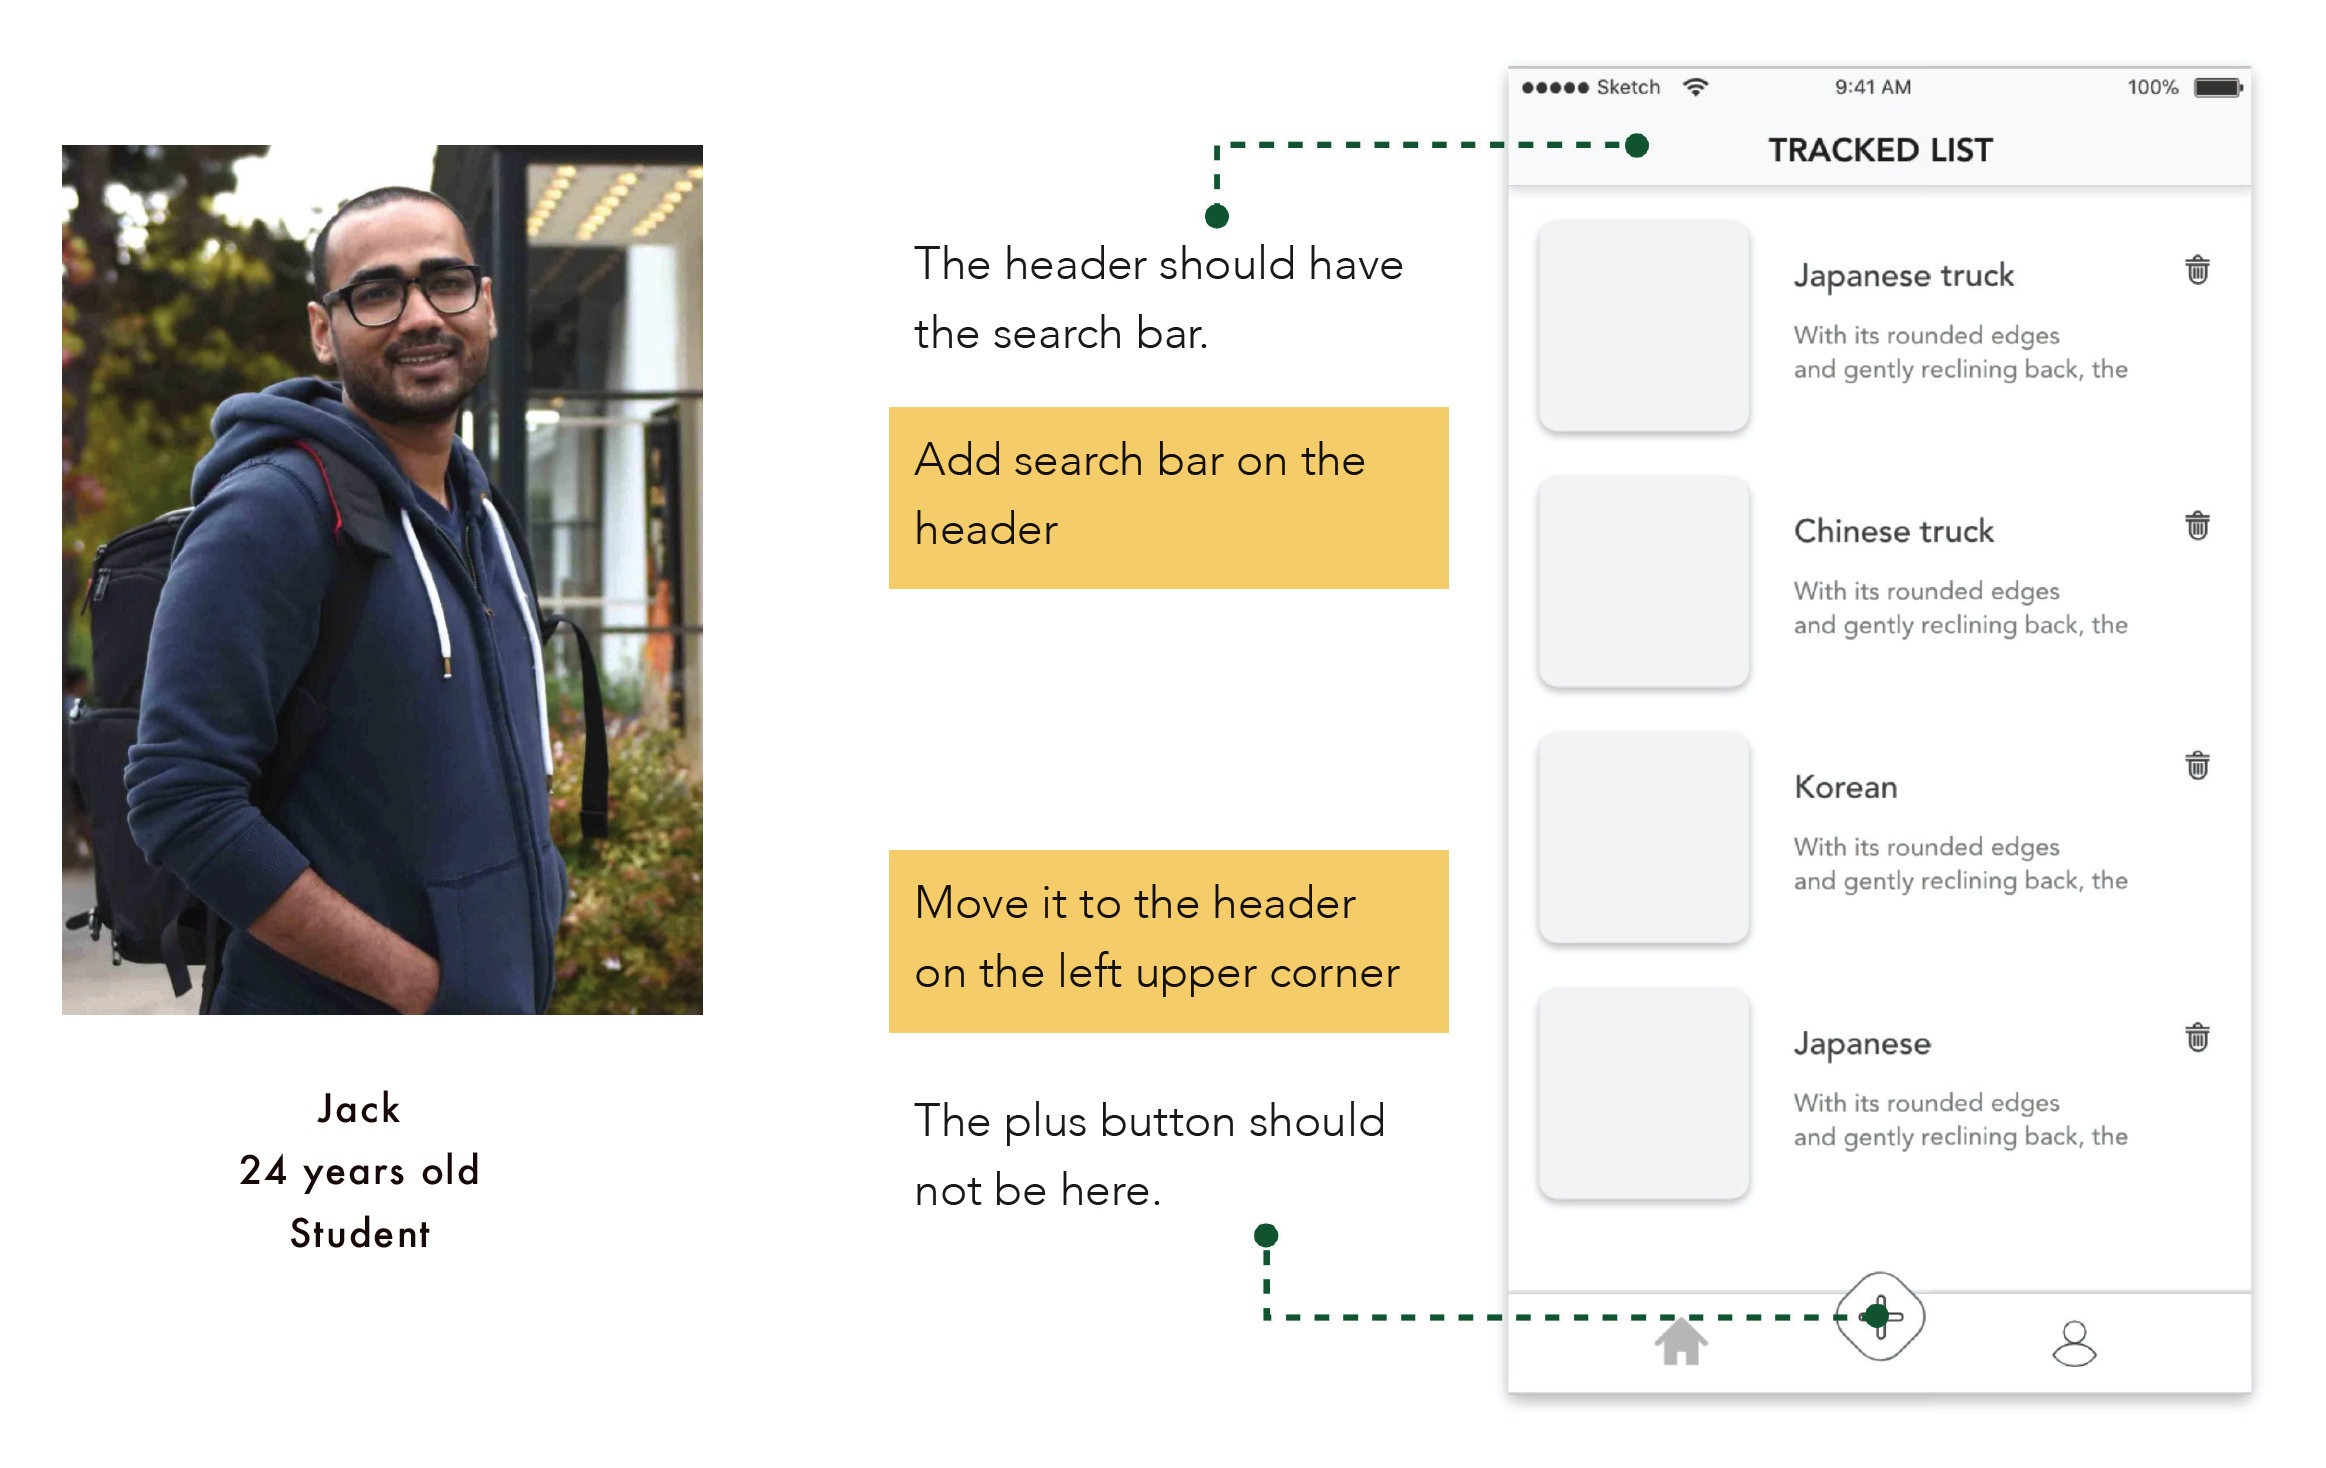 Jack
24 years old
Student
The header should have
the search bar.
Add search bar on the
header
Move it to the header
on the left upper corner
The plus button should
not be here.
Sketch
9:41 AM
100%
TRACKED LIST
Japanese truck
With its rounded edges
and gently reclining back, the
Chinese truck
With its rounded edges
and gently reclining back, the
Korean
With its rounded edges
and gently reclining back, the
Japanese
With its rounded edges
and gently reclining back, the